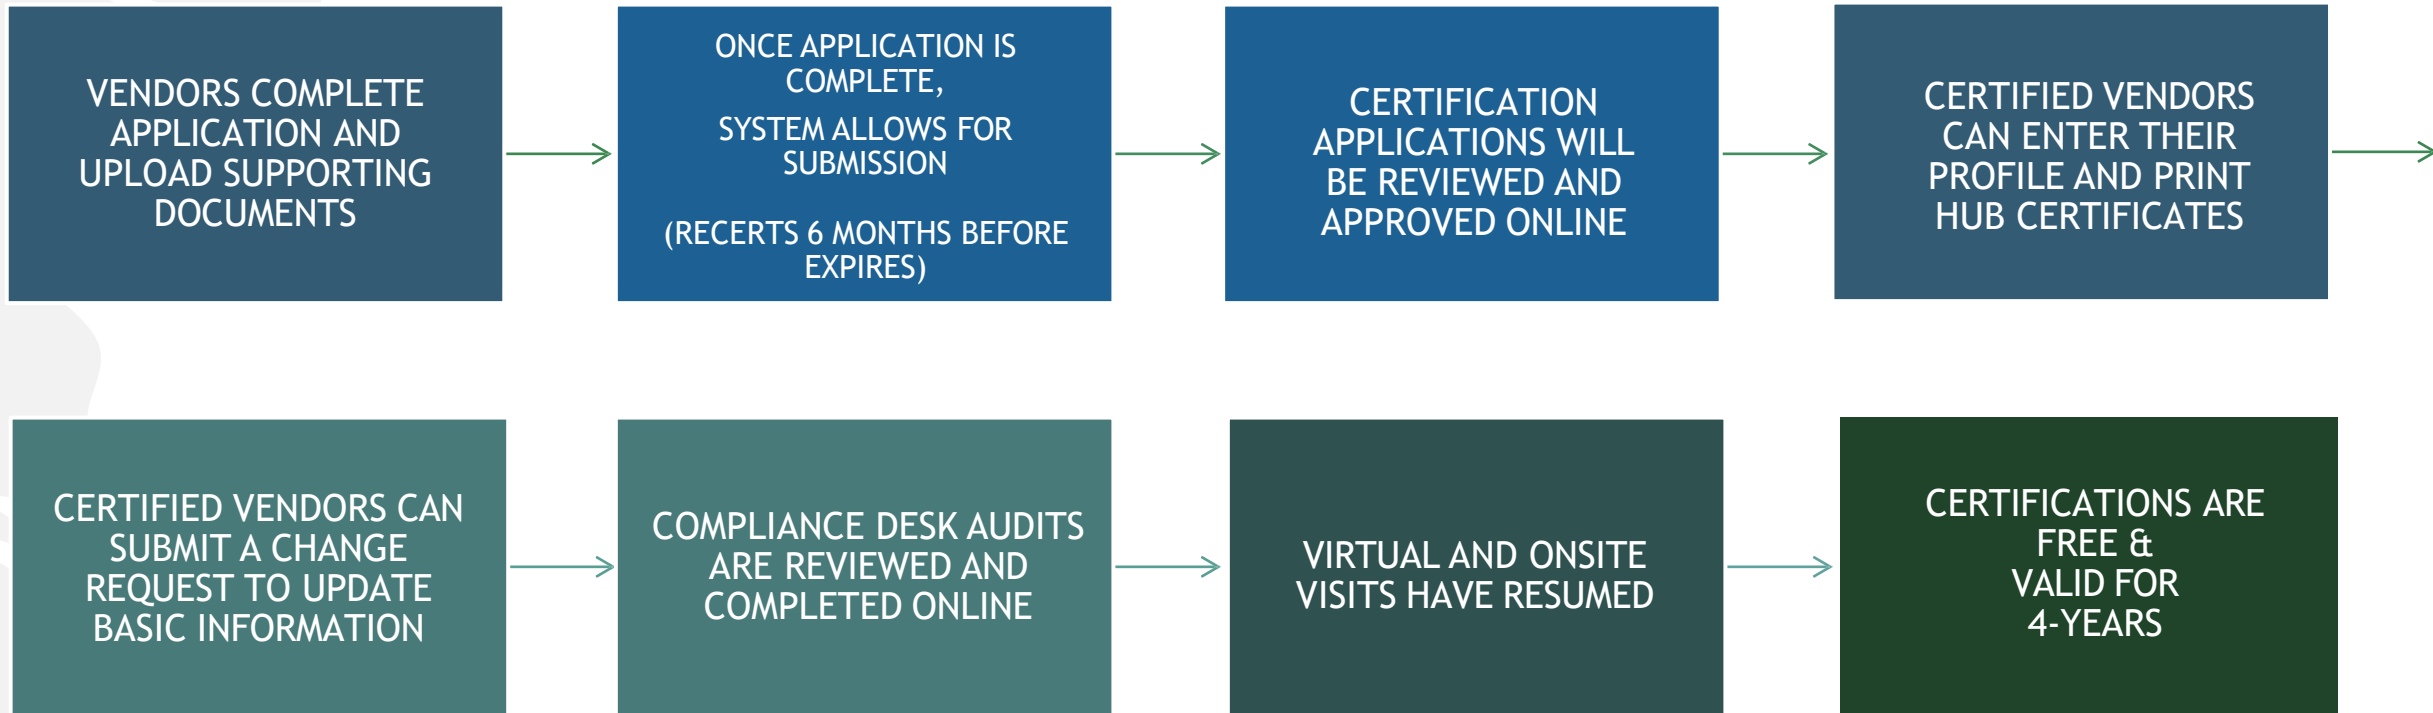 VENDORS COMPLETE
APPLICATION AND
UPLOAD SUPPORTING
DOCUMENTS
ONCE APPLICATION IS
COMPLETE,
SYSTEM ALLOWS FOR
SUBMISSION
(RECERTS 6 MONTHS BEFORE
EXPIRES)
CERTIFICATION
APPLICATIONS WILL
BE REVIEWED AND
APPROVED ONLINE
CERTIFIED VENDORS
CAN ENTER THEIR
PROFILE AND PRINT
HUB CERTIFICATES
CERTIFIED VENDORS CAN
SUBMIT A CHANGE
REQUEST TO UPDATE
BASIC INFORMATION
COMPLIANCE DESK AUDITS
ARE REVIEWED AND
COMPLETED ONLINE
VIRTUAL AND ONSITE
VISITS HAVE RESUMED
CERTIFICATIONS ARE
FREE &
VALID FOR
4-YEARS